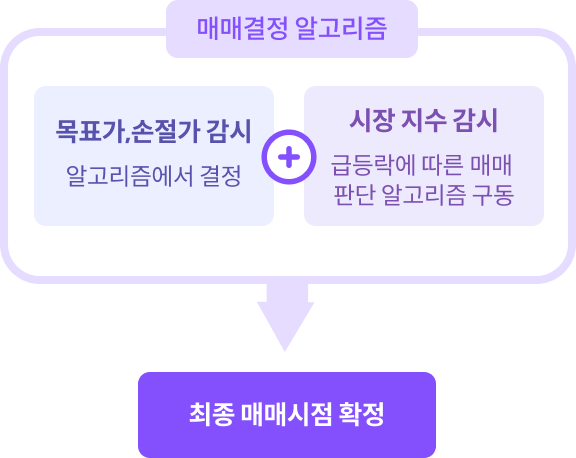 매매결정 알고리즘
목표가,손절가 감시
알고리즘에서 결정
시장 지수 감시
급등락에 따른 매매
판단 알고리즘 구동
최종 매매시점 확정